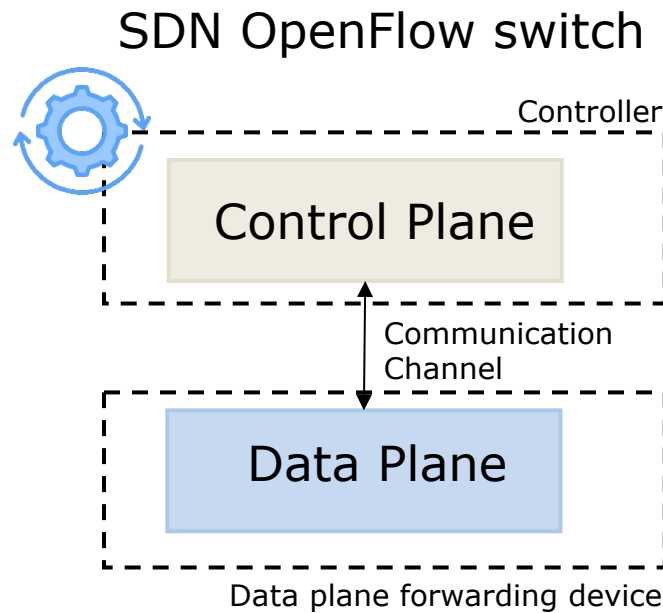 SDN OpenFlow switch
Controller
Control Plane
Communication
Channel
Data Plane
Data plane forwarding device